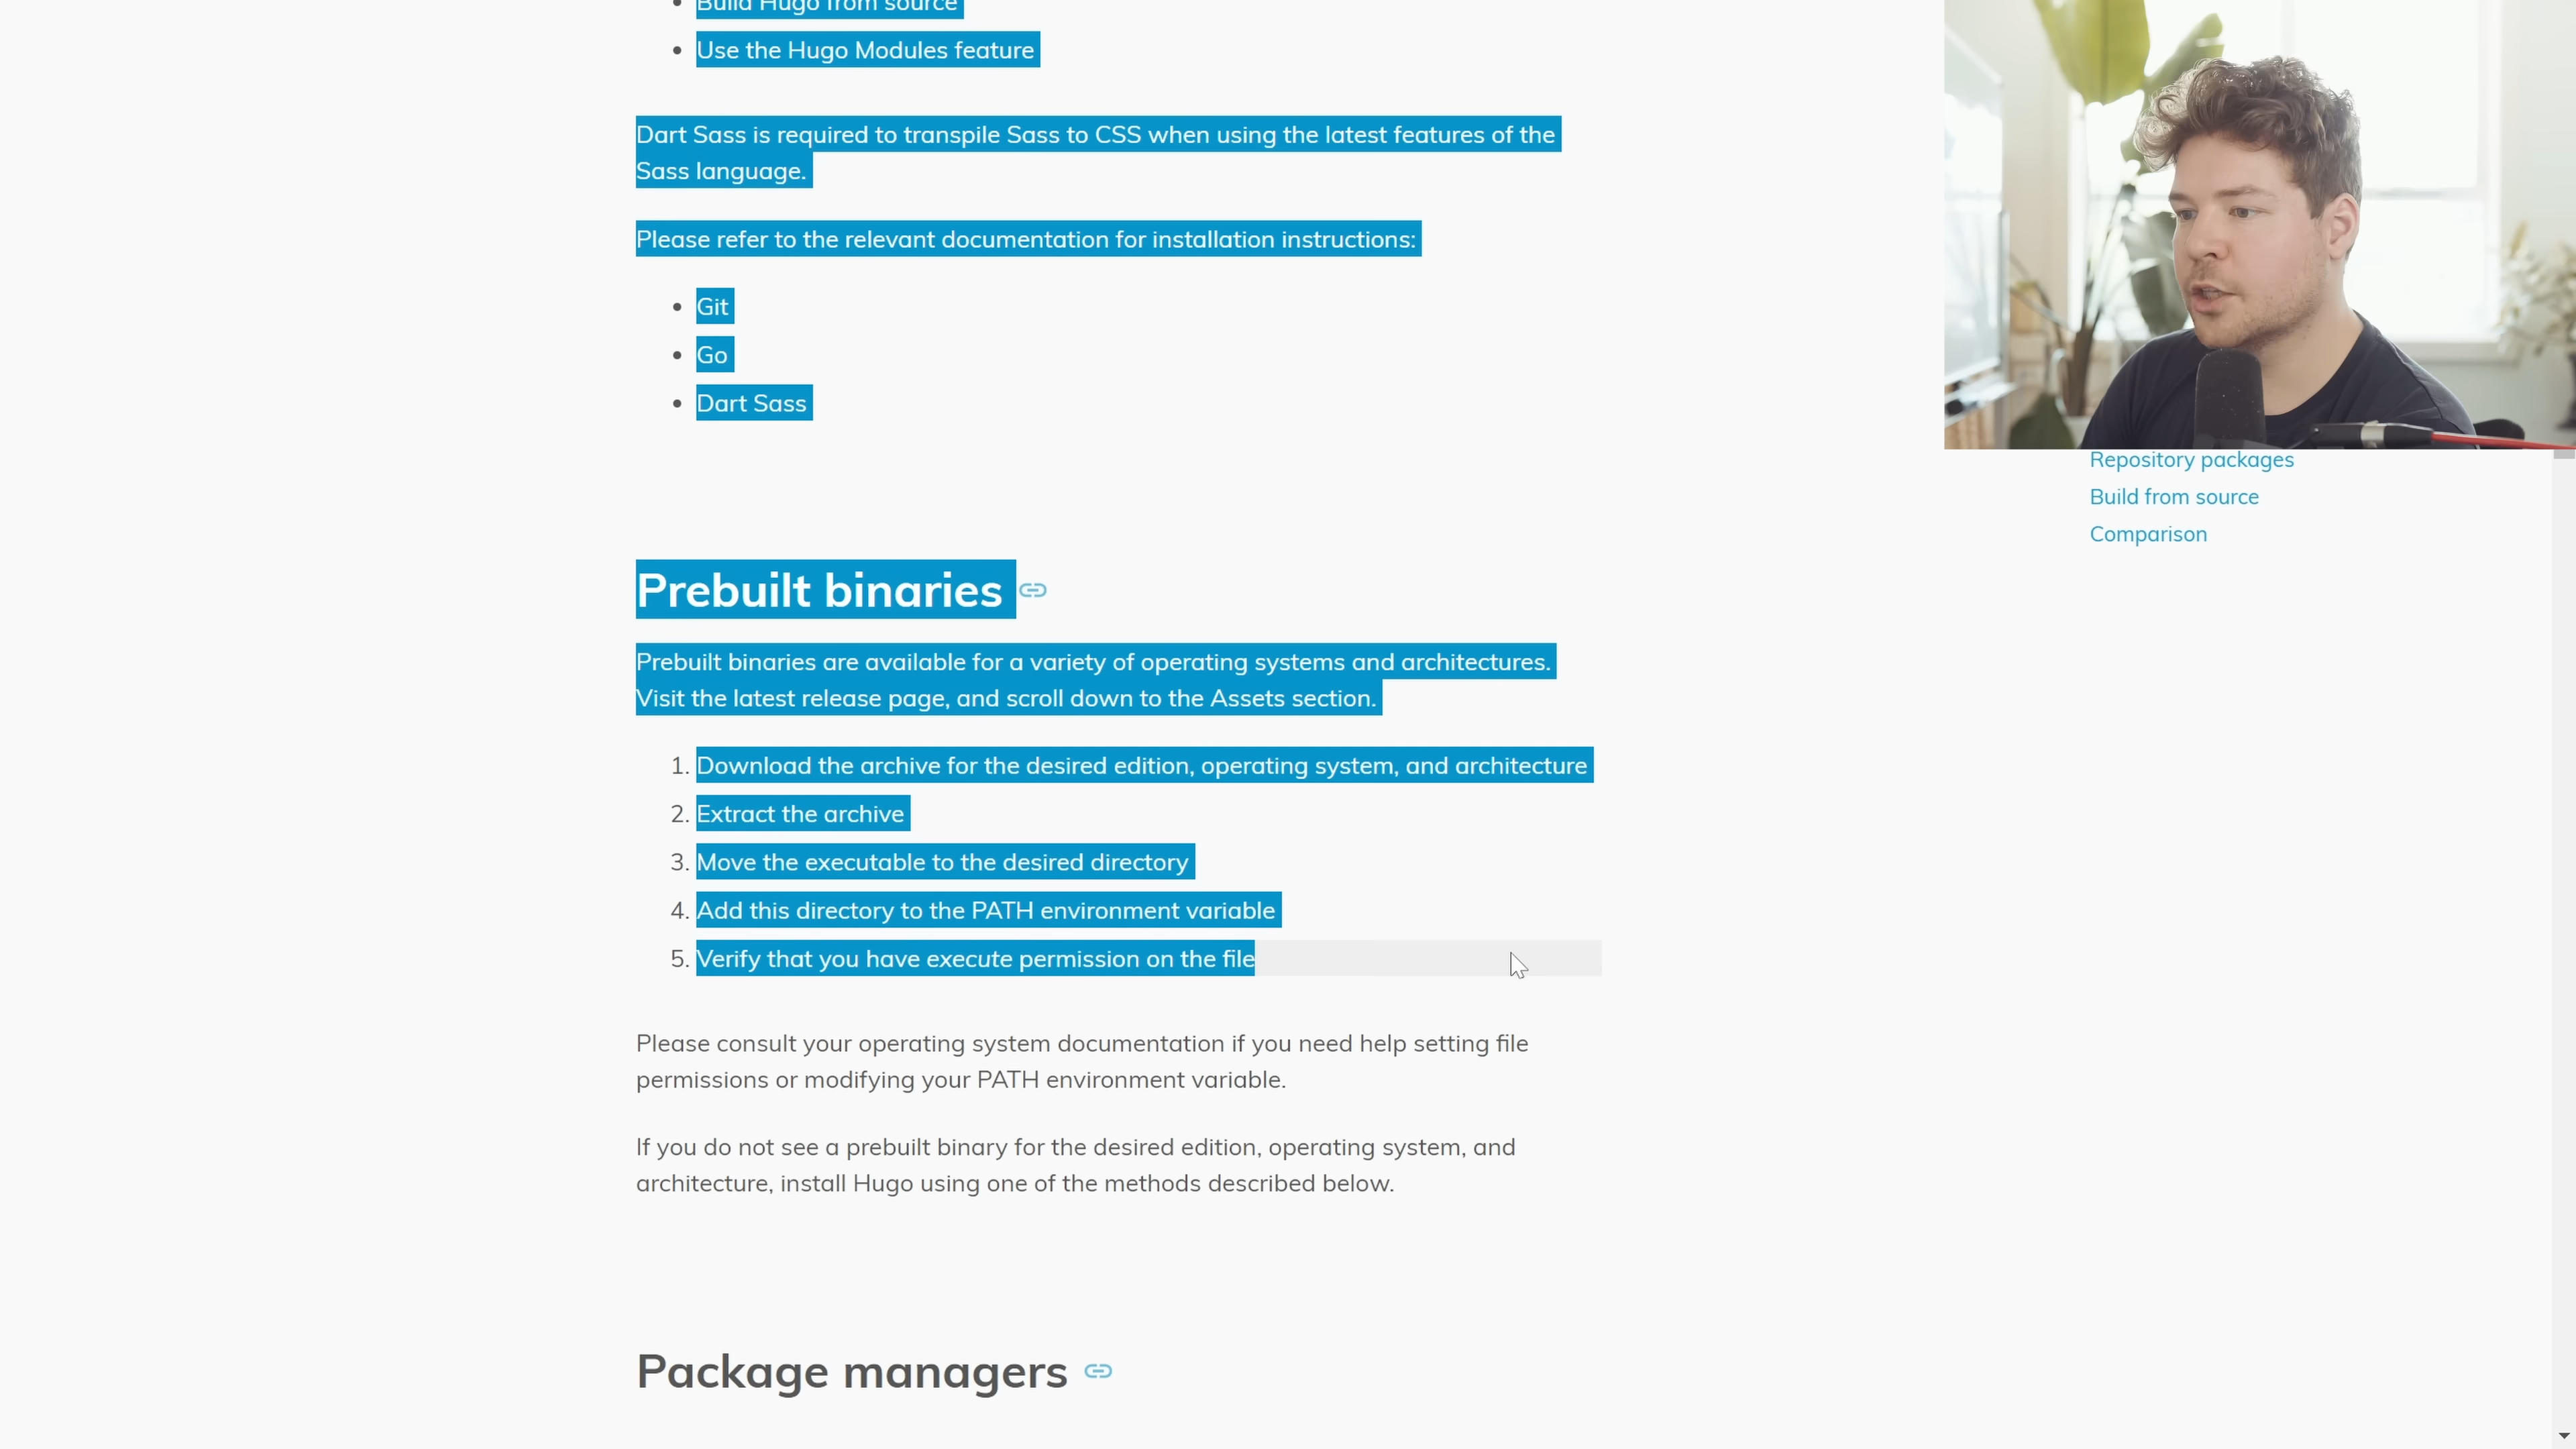 Build Hugo from source
Use the Hugo Modules feature
Dart Sass is required to transpile Sass to CSS when using the latest features of the
Sass language.
Please refer to the relevant documentation for installation instructions:
Git
Go
Dart Sass
Prebuilt binaries
Prebuilt binaries are available for a variety of operating systems and architectures.
Visit the latest release page, and scroll down to the Assets section.
1. Download the archive for the desired edition, operating system, and architecture
2. Extract the archive
3. Move the executable to the desired directory
4. Add this directory to the PATH environment variable
5. Verify that you have execute permission on the file
Please consult your operating system documentation if you need help setting file
permissions or modifying your PATH environment variable.
If you do not see a prebuilt binary for the desired edition, operating system, and
architecture, install Hugo using one of the methods described below.
Package managers
Repository packages
Build from source
Comparison